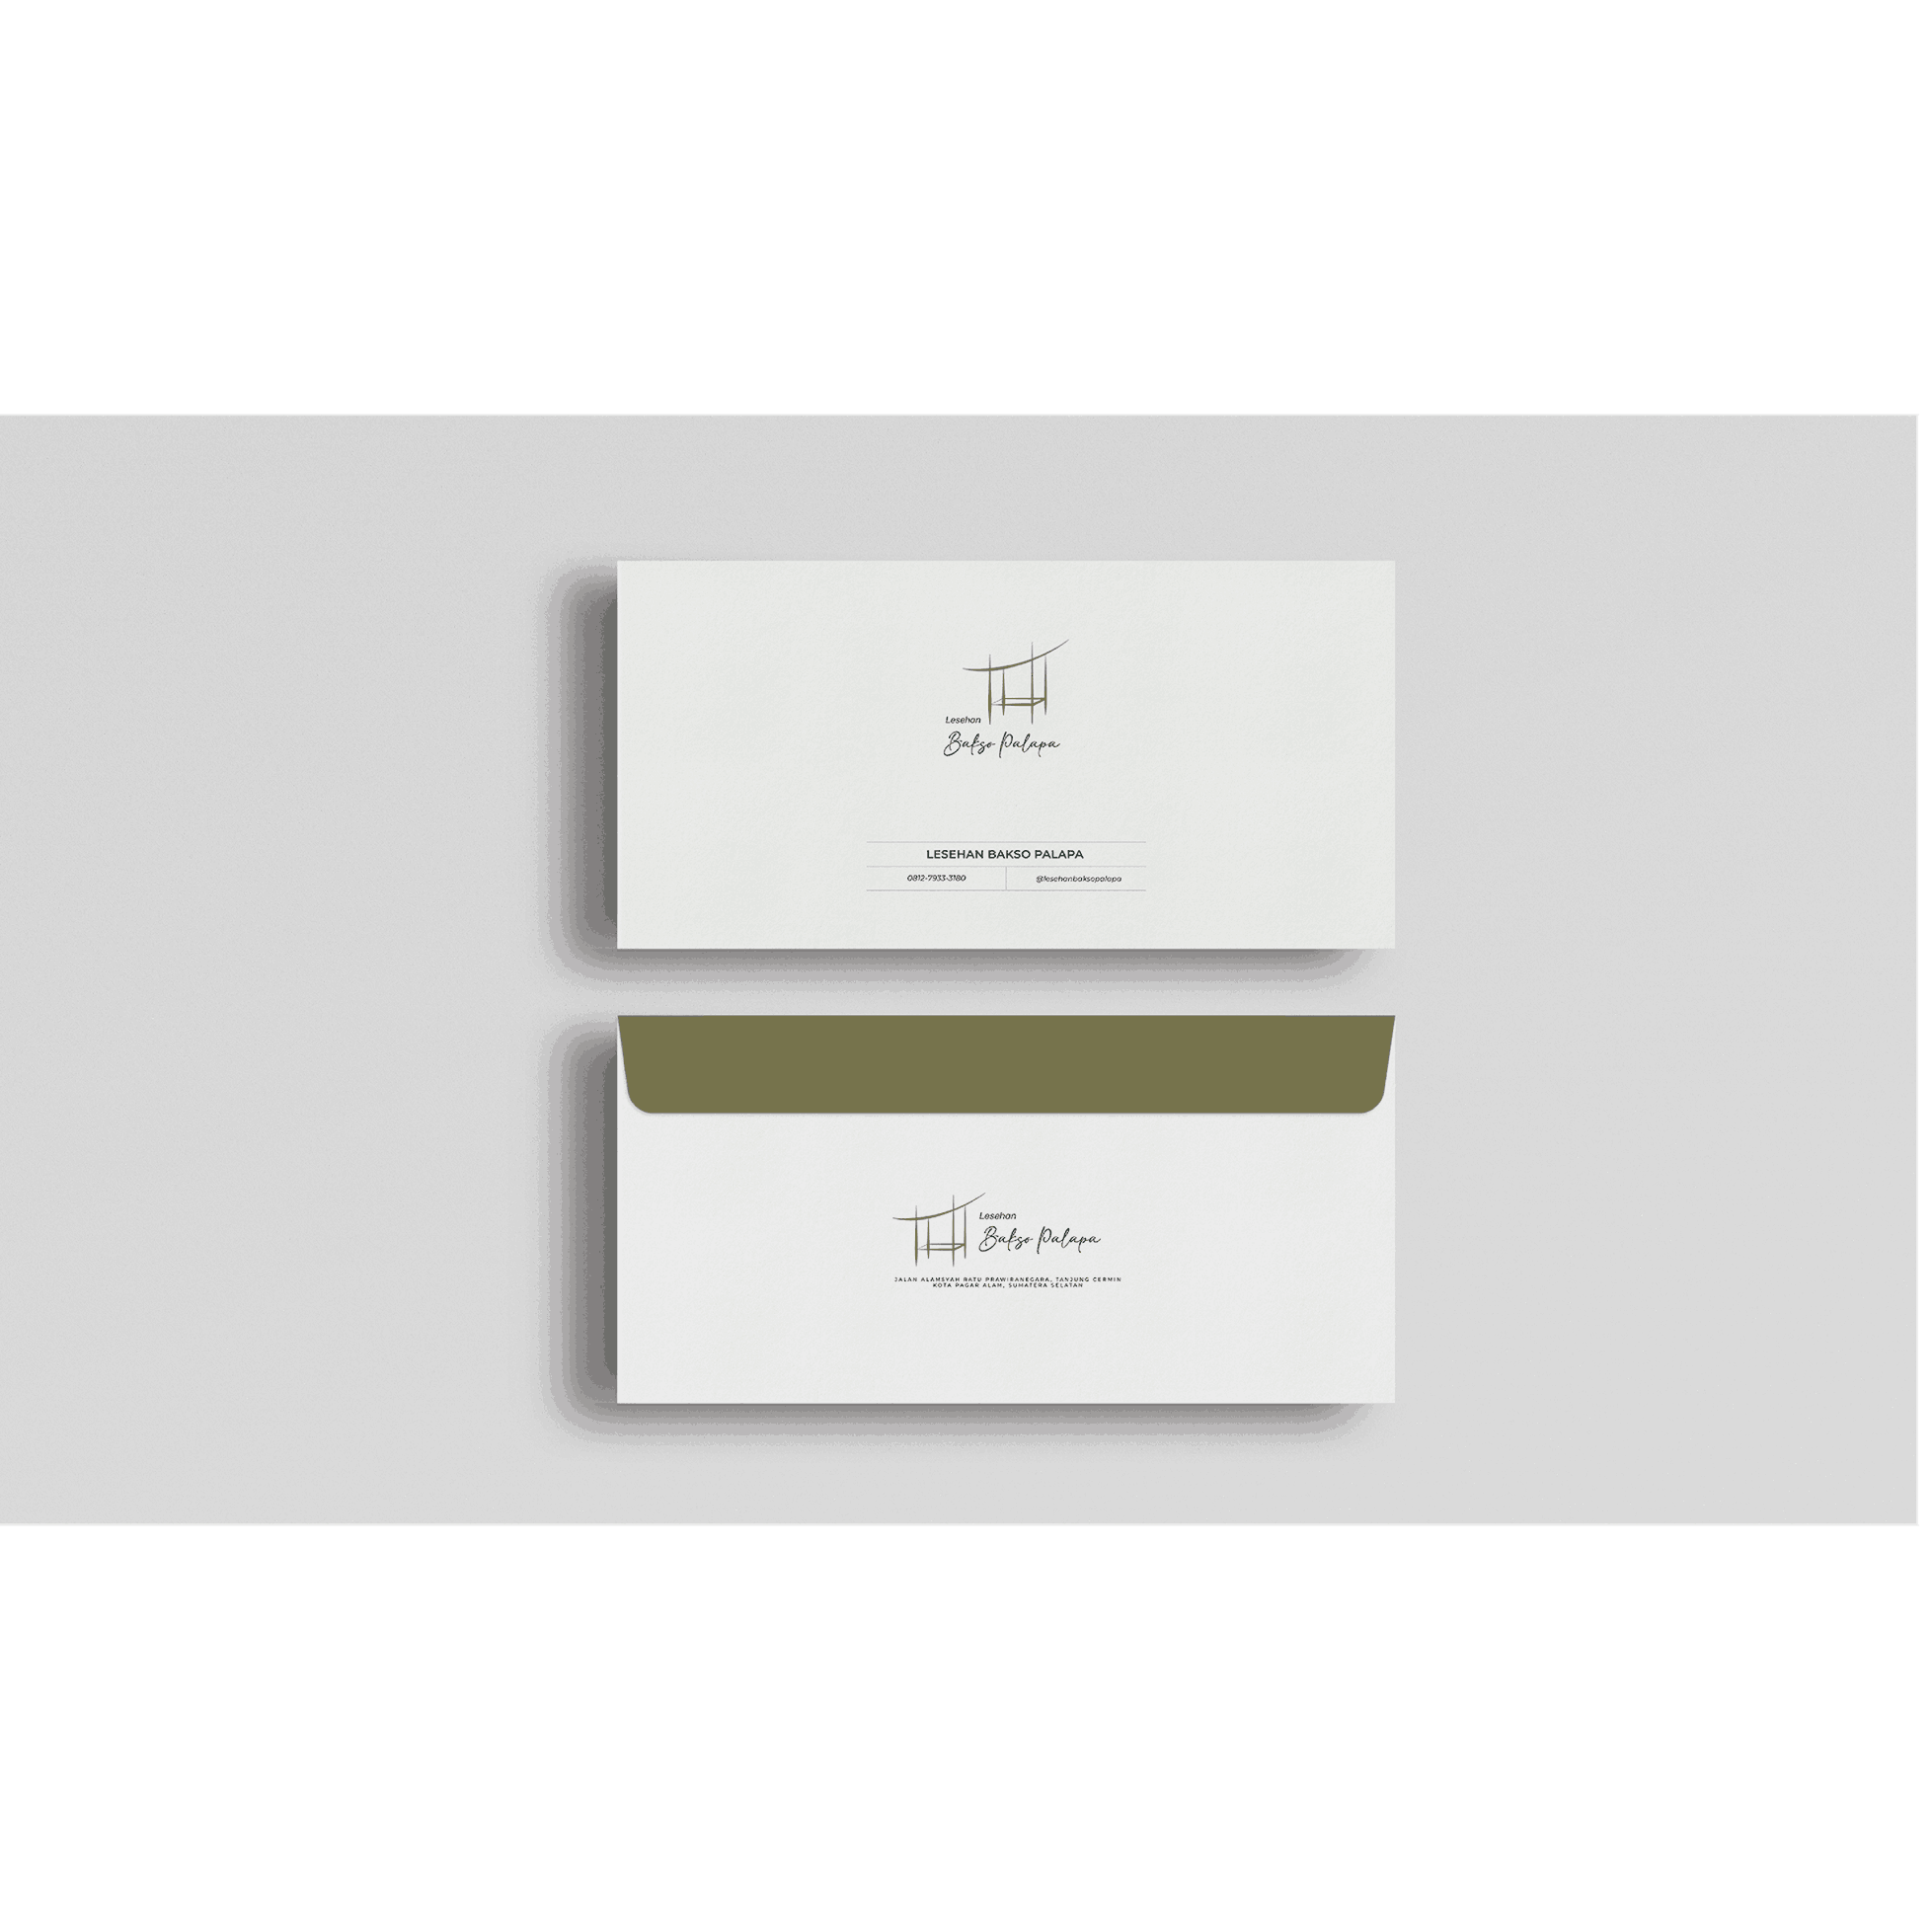 Lesehan
Bakso Palapa
LESEHAN BAKSO PALAPA
0812-7933-3180
@lesehanbaksopalapa
Lesehan
Bakso Palapa
JALAN ALAMSYAH RATU PRAWIRANEGARA, TANJUNG CERMIN
KOTA PAGAR ALAM, SUMATERA SELATAN